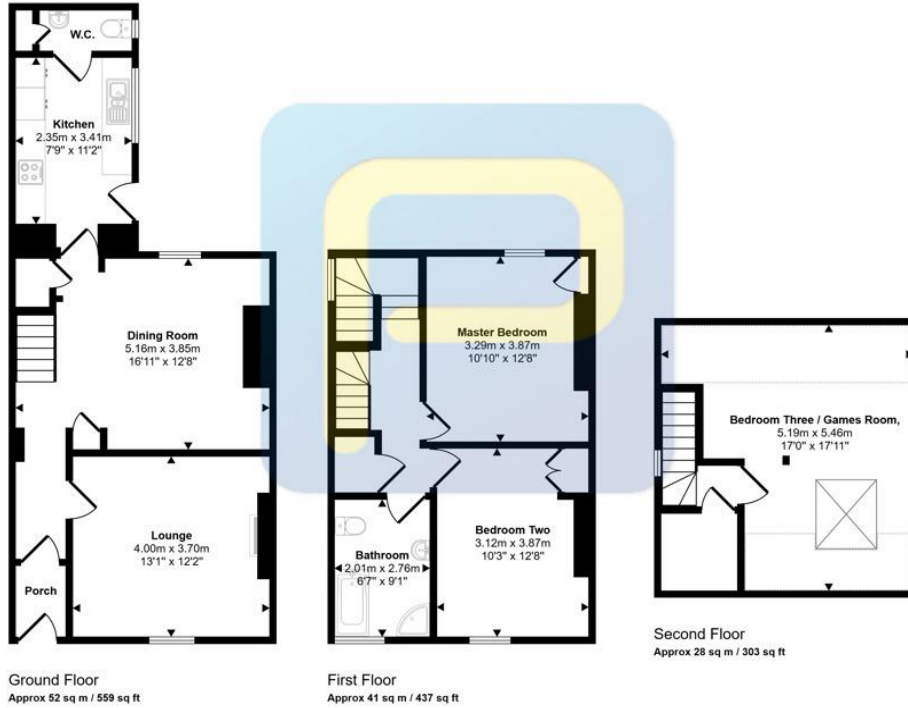 W.C.
Kitchen
2.35m x 3.41m
7'9" x 11'2"
Dining Room
5.16m x 3.85m
16'11" x 12'8"
Lounge
4.00m x 3.70m
13'1" x 12'2"
Porch
Ground Floor
Approx 52 sq m / 559 sq ft
Master Bedroom
3.29m x 3.87m
10'10" x 12'8"
Bedroom Two
3.12m x 3.87m
10'3" x 12'8"
Bathroom
2.01m x 2.76m
6'7" x 9'1"
First Floor
Approx 41 sq m / 437 sq ft
Bedroom Three / Games Room,
5.19m x 5.46m
17'0" x 17'11"
Second Floor
Approx 28 sq m / 303 sq ft